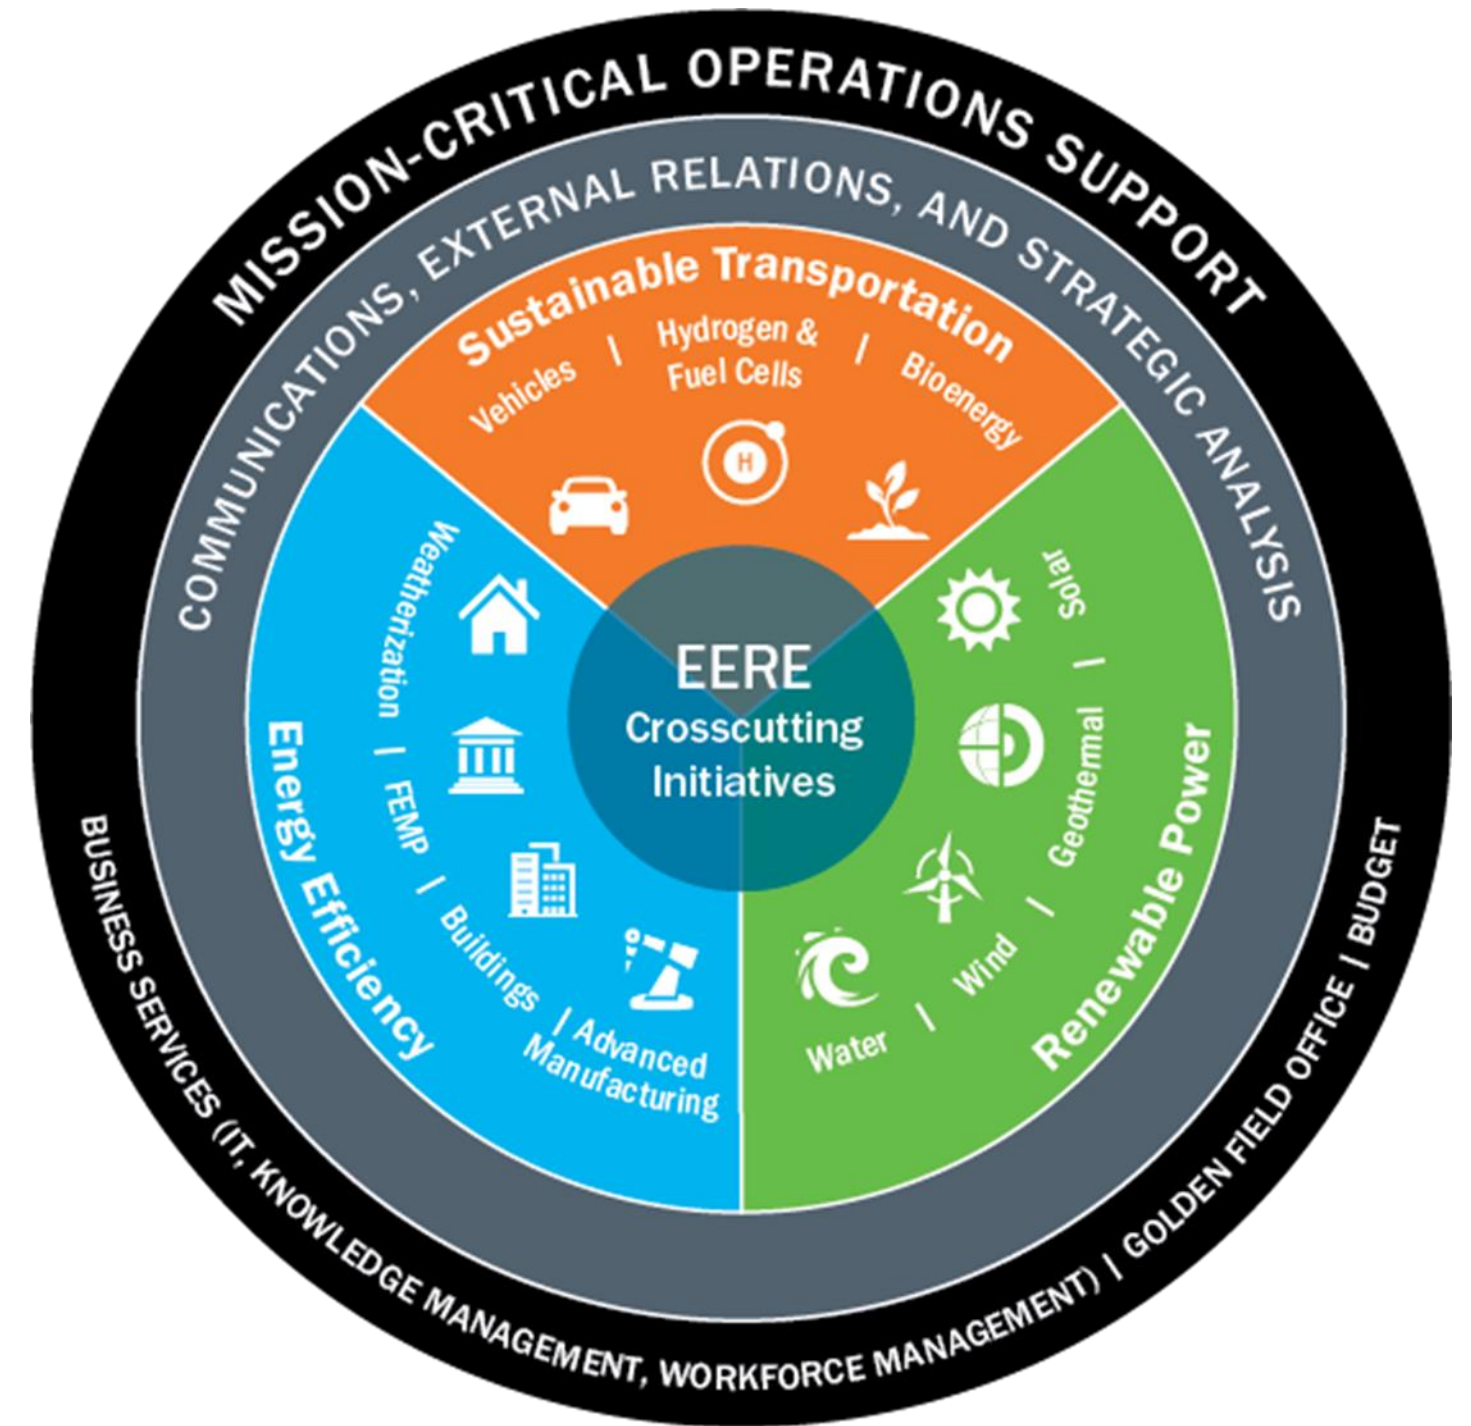 MISSION-CRITICAL OPERATIONS SUPPORT
COMMUNICATIONS, EXTERNAL RELATIONS, AND STRATEGIC ANALYSIS
Sustainable Transportation
Vehicles | Hydrogen & Fuel Cells | Bioenergy
H
Solar | Geothermal | Wind | Water
Renewable Power
Weatherization | FEMP | Buildings | Advanced
Manufacturing
Energy Efficiency
EERE
Crosscutting
Initiatives
BUSINESS SERVICES (IT, KNOWLEDGE MANAGEMENT, WORKFORCE MANAGEMENT) | GOLDEN FIELD OFFICE | BUDGET